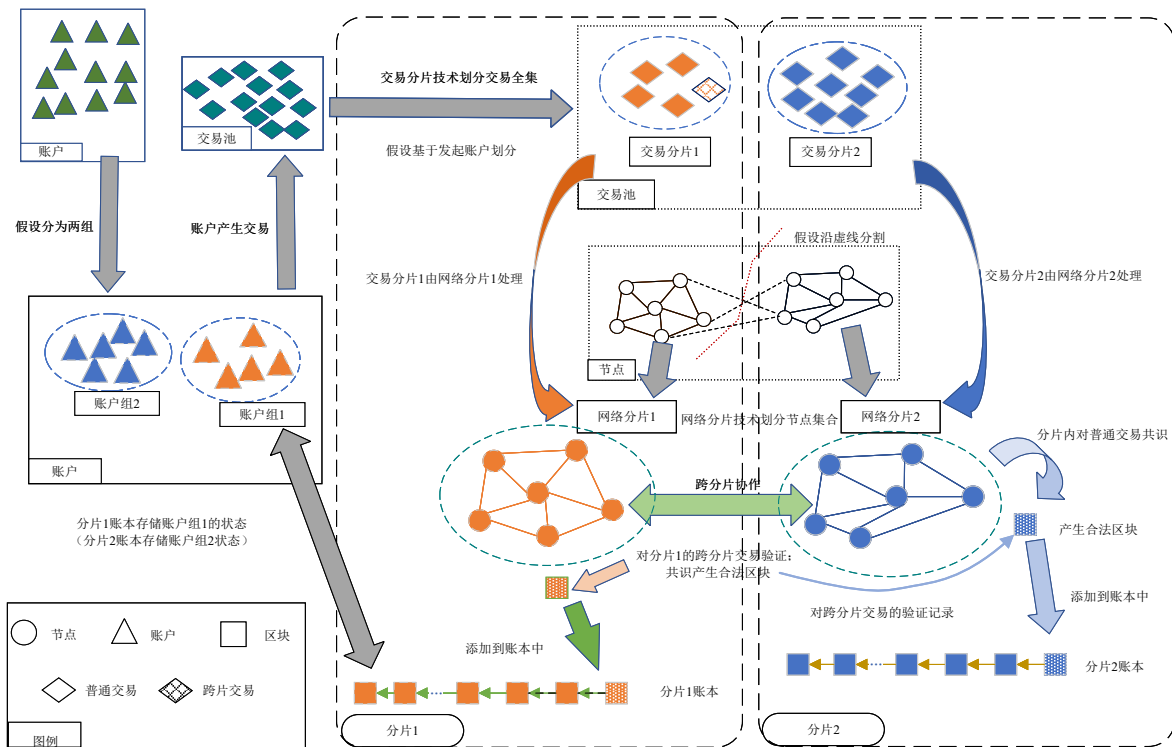 账户
交易池
假设分为两组
账户产生交易
账户组2
账户组1
账户
分片1账本存储账户组1的状态
（分片2账本存储账户组2状态）
节点
账户
区块
普通交易
跨片交易
图例
交易分片技术划分交易全集
假设基于发起账户划分
交易分片1
交易分片2
交易池
假设沿虚线分割
交易分片1由网络分片1处理
交易分片2由网络分片2处理
节点
网络分片1
网络分片技术划分节点集合
网络分片2
分片内对普通交易共识
跨分片协作
产生合法区块
对分片1的跨分片交易验证；
共识产生合法区块
对跨分片交易的验证记录
添加到账本中
添加到账本中
分片2账本
分片1账本
分片1
分片2